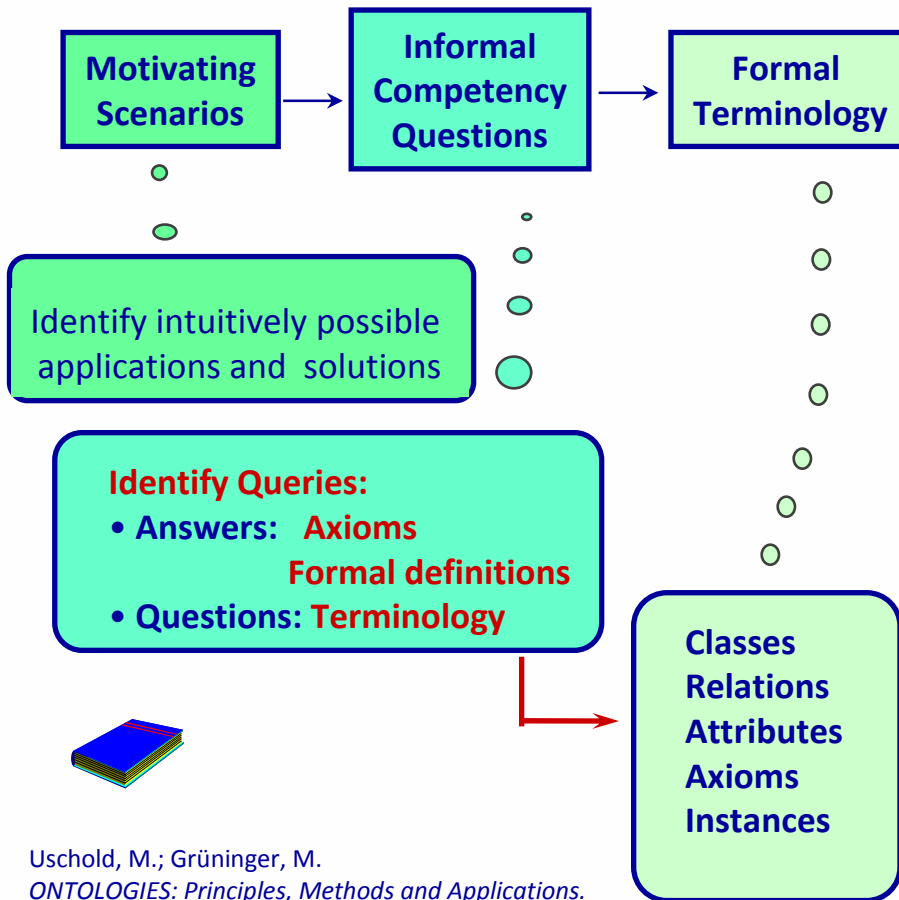 Motivating
Scenarios
Informal
Competency
Questions
Formal
Terminology
Identify intuitively possible
applications and solutions
Identify Queries:
• Answers: Axioms
Formal definitions
• Questions: Terminology
Classes
Relations
Attributes
Axioms
Instances
Uschold, M.; Grüninger, M.
ONTOLOGIES: Principles, Methods and Applications.